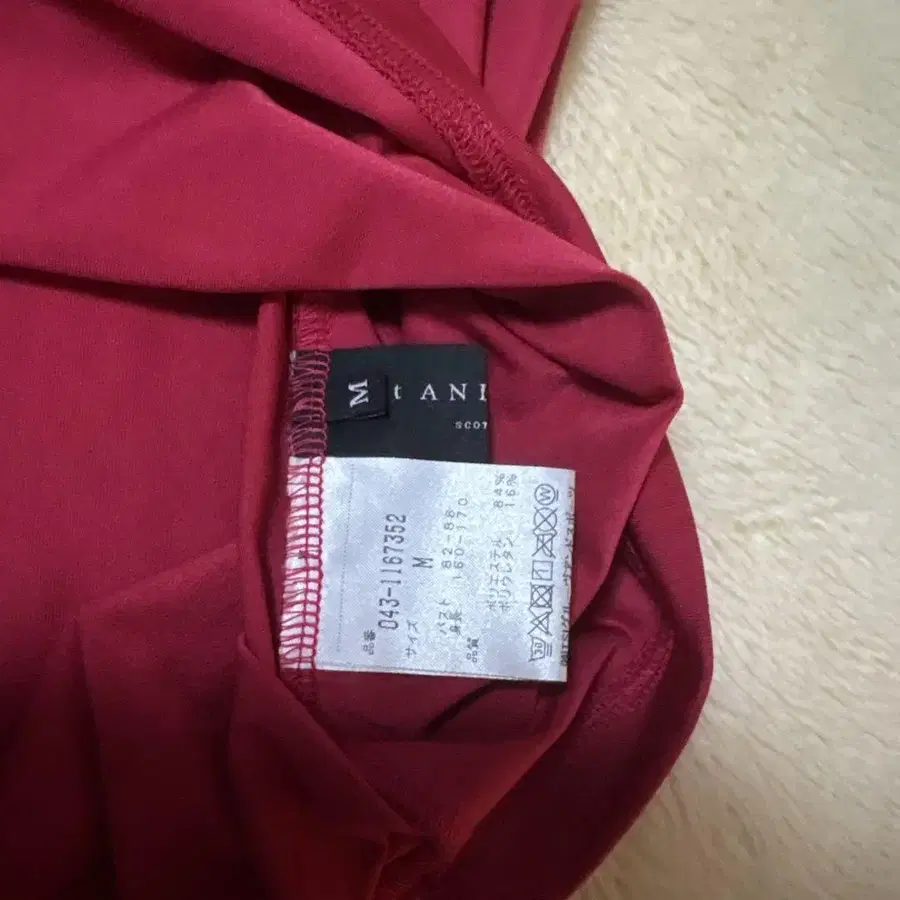 M
t ANI
SCOT
品番
043-1167352
サイズ M
バスト 82-88
身長 160-170
品質
ポリエステル 84%
ポリウレタン 16%